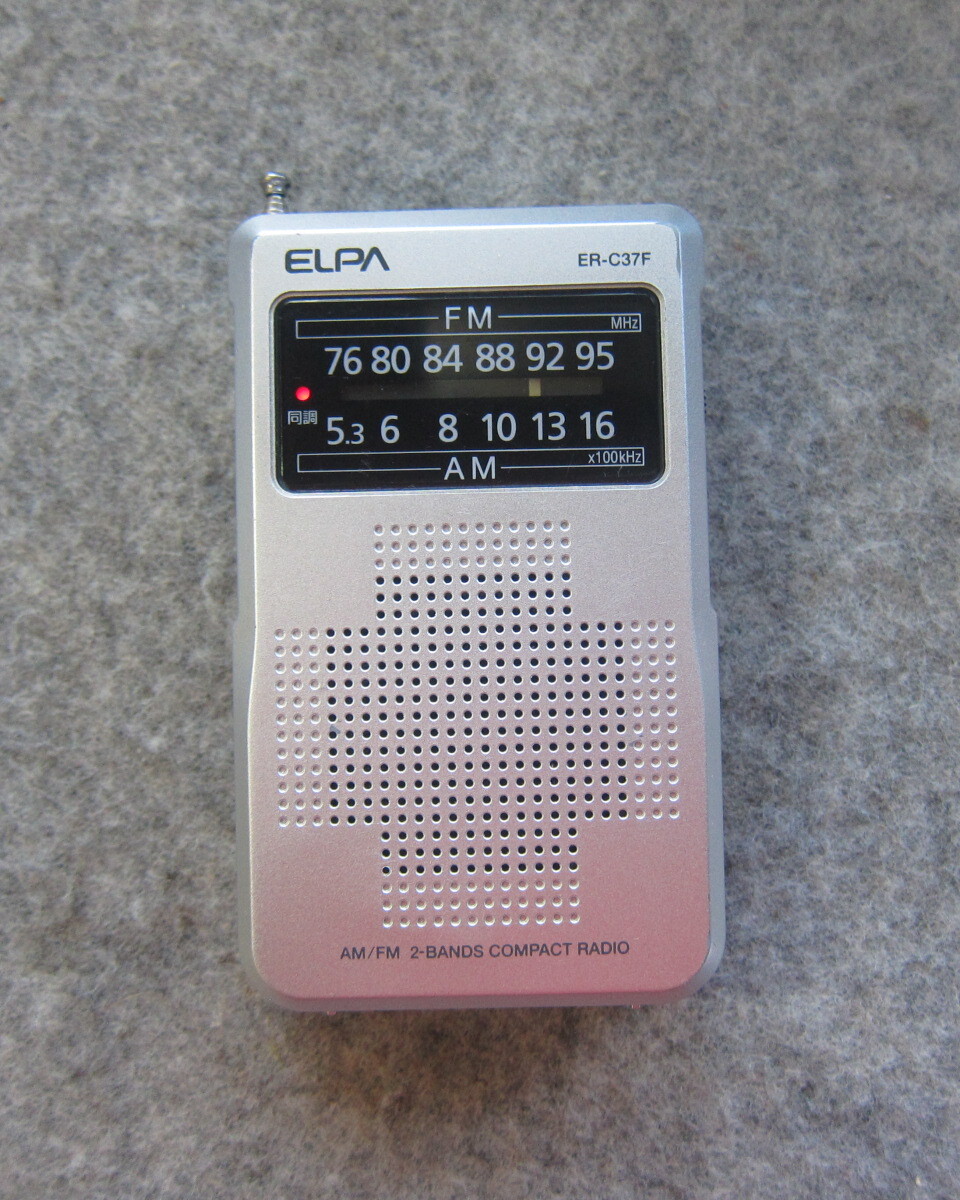 ELPA ER-C37F
FM
MHz
76 80 84 88 92 95
同調
5.3 6 8 10 13 16
x100kHz
AM
AM/FM 2-BANDS COMPACT RADIO